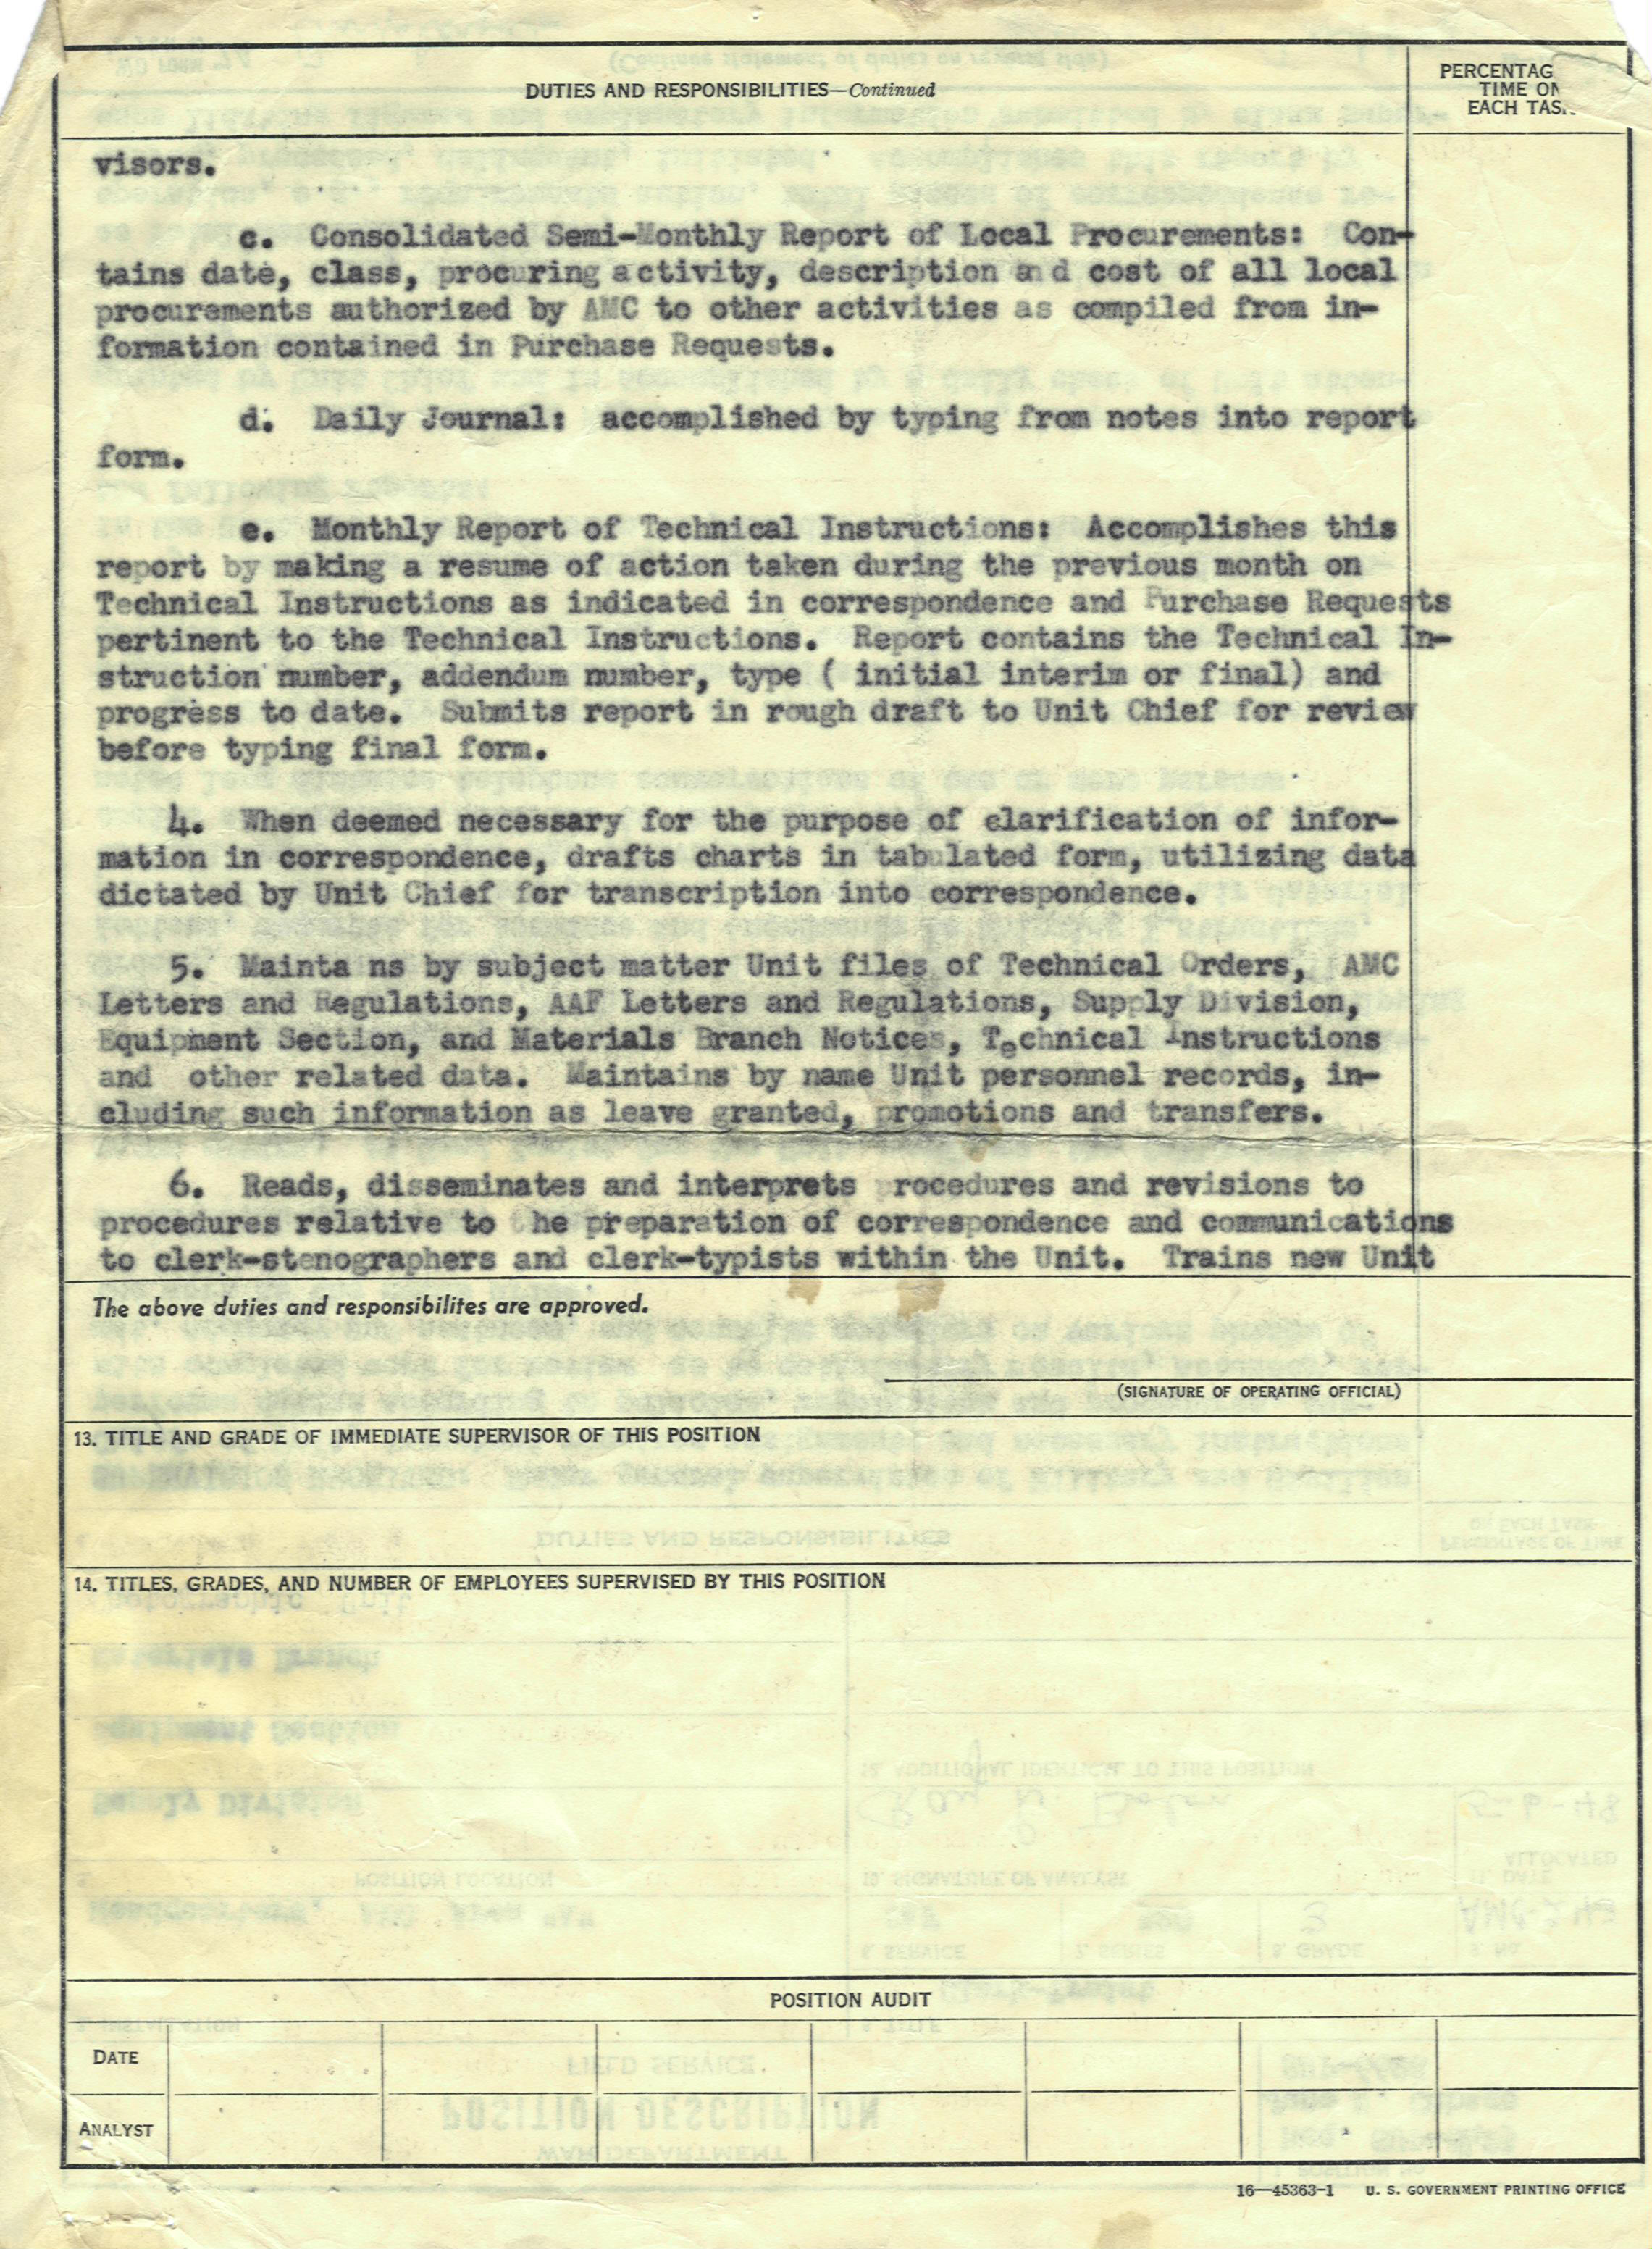 DUTIES AND RESPONSIBILITIES—Continued
PERCENTAG
TIME ON
EACH TAS
visors.
c. Consolidated Semi-Monthly Report of Local Procurements: Con-
tains date, class, procuring activity, description and cost of all local
procurements authorized by AMC to other activities as compiled from in-
formation contained in Purchase Requests.
d. Daily Journal: accomplished by typing from notes into report
form.
e. Monthly Report of Technical Instructions: Accomplishes this
report by making a resume of action taken during the previous month on
Technical Instructions as indicated in correspondence and Purchase Requests
pertinent to the Technical Instructions. Report contains the Technical In-
struction number, addendum number, type ( initial interim or final) and
progress to date. Submits report in rough draft to Unit Chief for review
before typing final form.
4. When deemed necessary for the purpose of clarification of infor-
mation in correspondence, drafts charts in tabulated form, utilizing data
dictated by Unit Chief for transcription into correspondence.
5. Mainta ns by subject matter Unit files of Technical Orders, AMC
Letters and Regulations, AAF Letters and Regulations, Supply Division,
Equipment Section, and Materials Branch Notices, Technical Instructions
and other related data. Maintains by name Unit personnel records, in-
cluding such information as leave granted, promotions and transfers.
6. Reads, disseminates and interprets procedures and revisions to
procedures relative to the preparation of correspondence and communications
to clerk-stenographers and clerk-typists within the Unit. Trains new Unit
The above duties and responsibilites are approved.
(SIGNATURE OF OPERATING OFFICIAL)
13. TITLE AND GRADE OF IMMEDIATE SUPERVISOR OF THIS POSITION
14. TITLES, GRADES, AND NUMBER OF EMPLOYEES SUPERVISED BY THIS POSITION
POSITION AUDIT
DATE
ANALYST
16—45363-1 U. S. GOVERNMENT PRINTING OFFICE